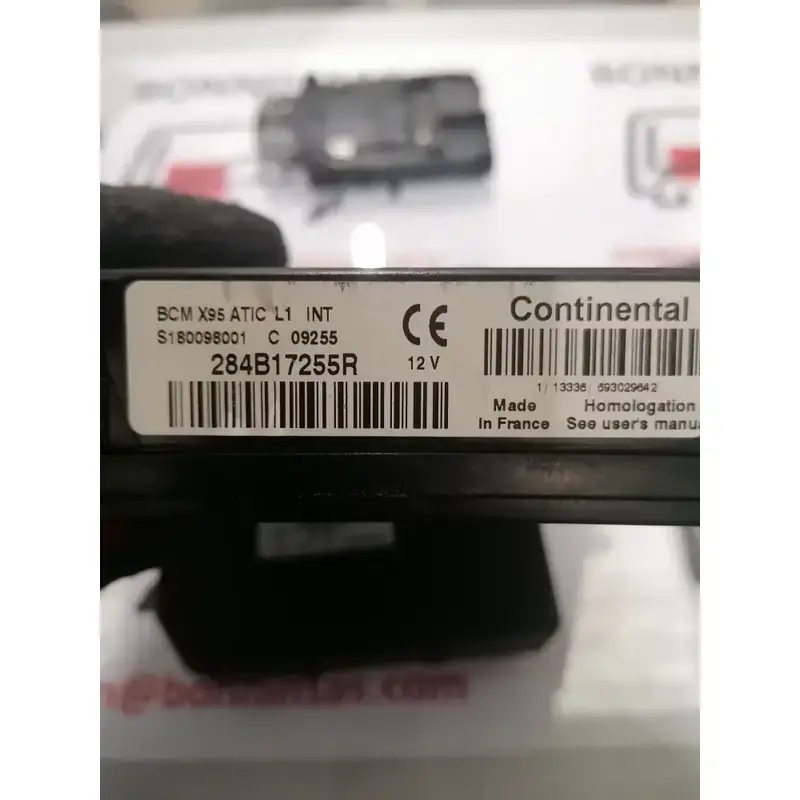 BCM X95 ATIC L1 INT
S180098001 C 09255
284B17255R
CE
12 V
Continental
1/ 13336/ 693029642
Made
In France
Homologation
See user's manua